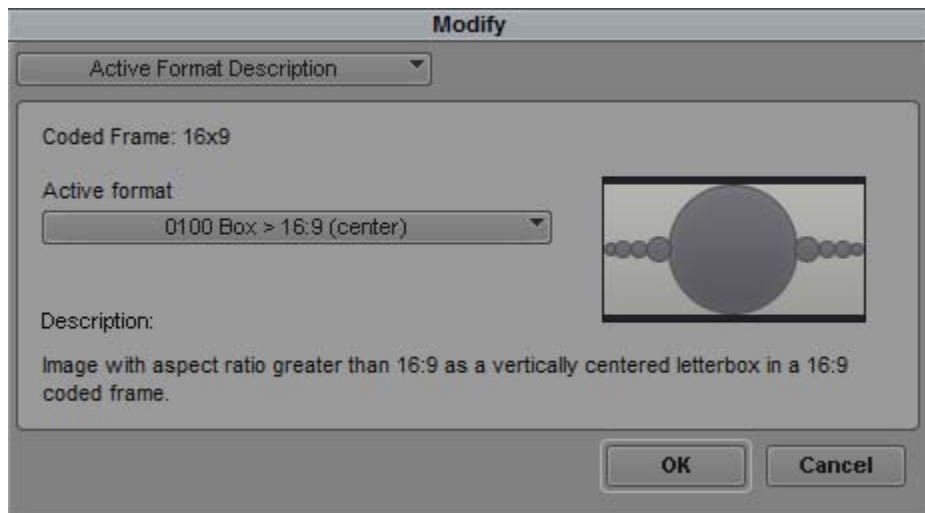 Modify
Active Format Description
Coded Frame: 16x9
Active format
0100 Box > 16:9 (center)
Description:
Image with aspect ratio greater than 16:9 as a vertically centered letterbox in a 16:9
coded frame.
OK
Cancel